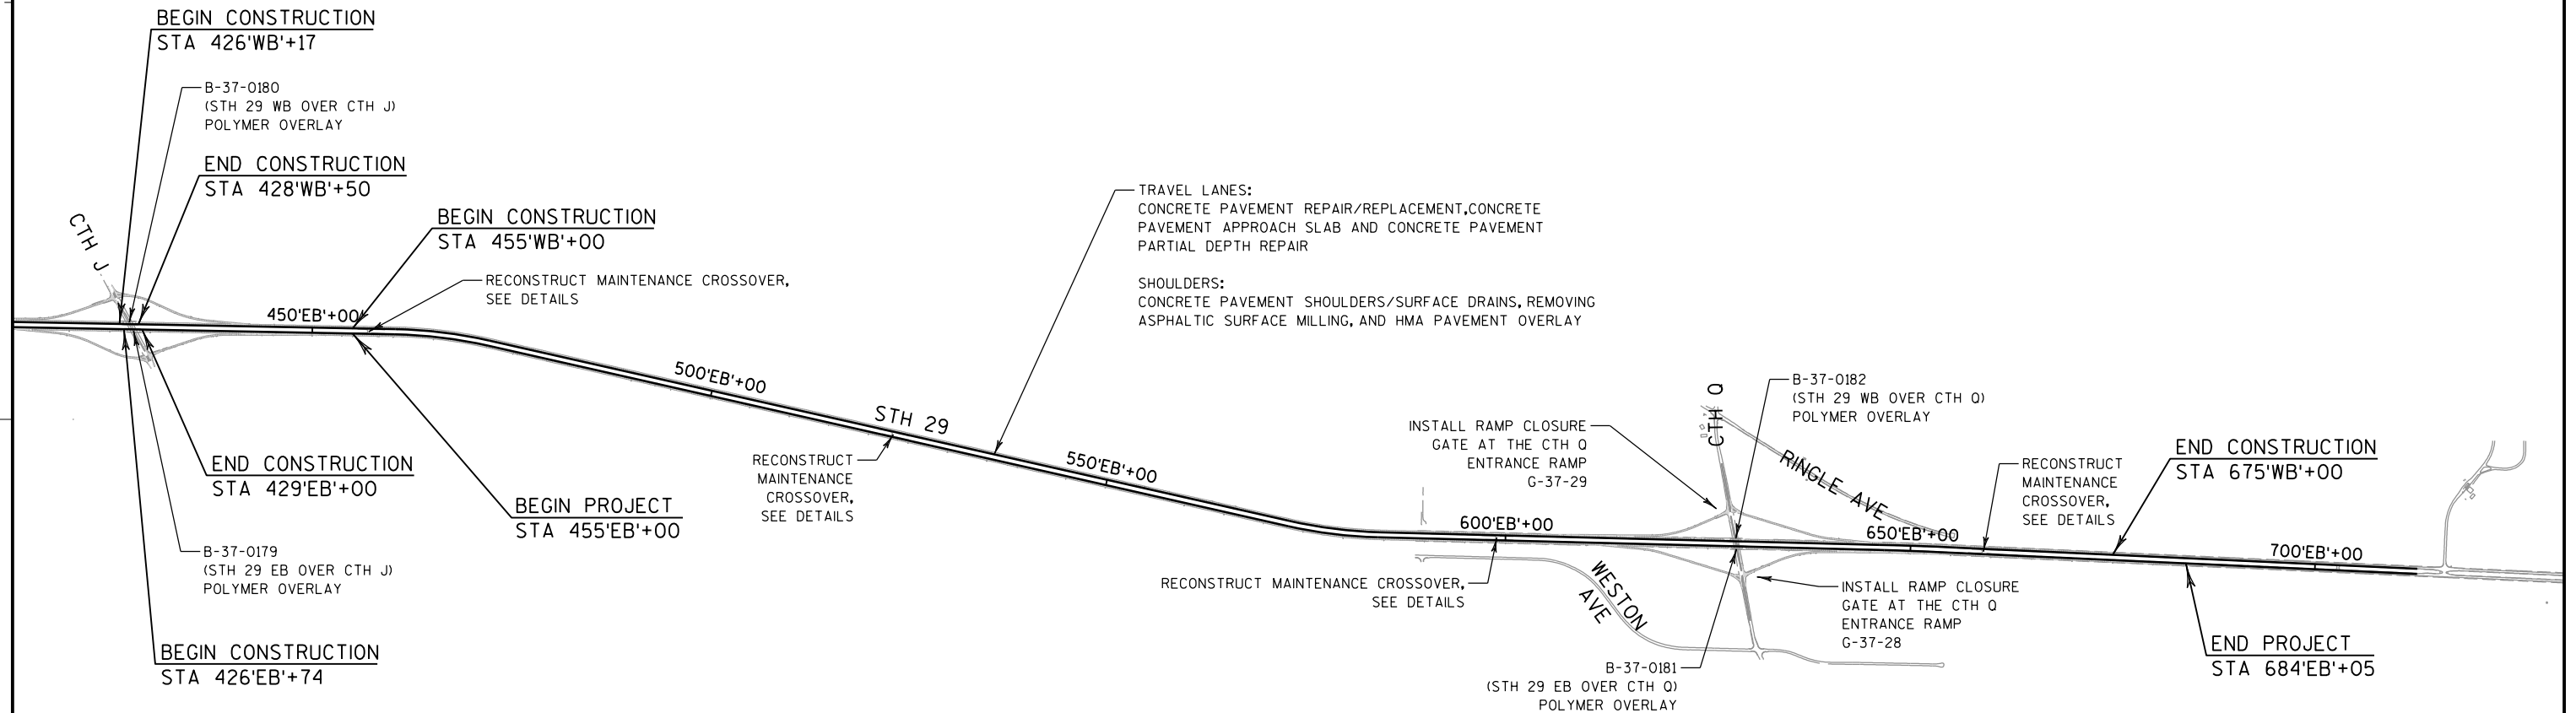 BEGIN CONSTRUCTION
STA 426'WB'+17
B-37-0180
(STH 29 WB OVER CTH J)
POLYMER OVERLAY
END CONSTRUCTION
STA 428'WB'+50
CTH J
BEGIN CONSTRUCTION
STA 455'WB'+00
RECONSTRUCT MAINTENANCE CROSSOVER,
SEE DETAILS
450'EB'+00
END CONSTRUCTION
STA 429'EB'+00
BEGIN PROJECT
STA 455'EB'+00
B-37-0179
(STH 29 EB OVER CTH J)
POLYMER OVERLAY
BEGIN CONSTRUCTION
STA 426'EB'+74
500'EB'+00
STH 29
RECONSTRUCT
MAINTENANCE
CROSSOVER,
SEE DETAILS
TRAVEL LANES:
CONCRETE PAVEMENT REPAIR/REPLACEMENT,CONCRETE
PAVEMENT APPROACH SLAB AND CONCRETE PAVEMENT
PARTIAL DEPTH REPAIR
SHOULDERS:
CONCRETE PAVEMENT SHOULDERS/SURFACE DRAINS, REMOVING
ASPHALTIC SURFACE MILLING, AND HMA PAVEMENT OVERLAY
550'EB'+00
INSTALL RAMP CLOSURE
GATE AT THE CTH Q
ENTRANCE RAMP
G-37-29
600'EB'+00
RECONSTRUCT MAINTENANCE CROSSOVER,
SEE DETAILS
WESTON
AVE
CTH Q
B-37-0182
(STH 29 WB OVER CTH Q)
POLYMER OVERLAY
RINGLE AVE
650'EB'+00
B-37-0181
(STH 29 EB OVER CTH Q)
POLYMER OVERLAY
INSTALL RAMP CLOSURE
GATE AT THE CTH Q
ENTRANCE RAMP
G-37-28
RECONSTRUCT
MAINTENANCE
CROSSOVER,
SEE DETAILS
END CONSTRUCTION
STA 675'WB'+00
700'EB'+00
END PROJECT
STA 684'EB'+05